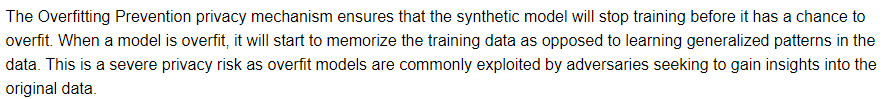 The Overfitting Prevention privacy mechanism ensures that the synthetic model will stop training before it has a chance to
overfit. When a model is overfit, it will start to memorize the training data as opposed to learning generalized patterns in the
data. This is a severe privacy risk as overfit models are commonly exploited by adversaries seeking to gain insights into the
original data.